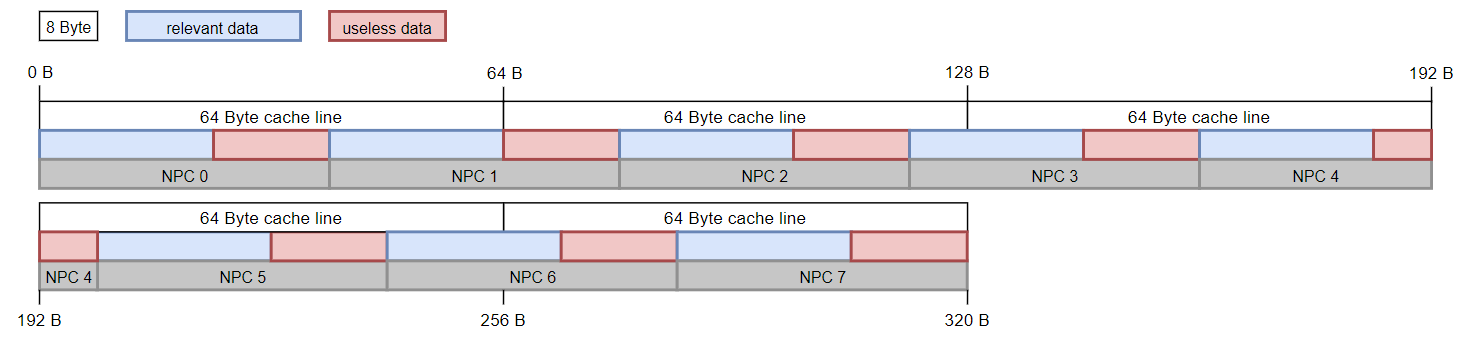 8 Byte relevant data useless data
0 B 64 B 128 B 192 B
64 Byte cache line 64 Byte cache line 64 Byte cache line
NPC 0 NPC 1 NPC 2 NPC 3 NPC 4
64 Byte cache line 64 Byte cache line
NPC 4 NPC 5 NPC 6 NPC 7
192 B 256 B 320 B